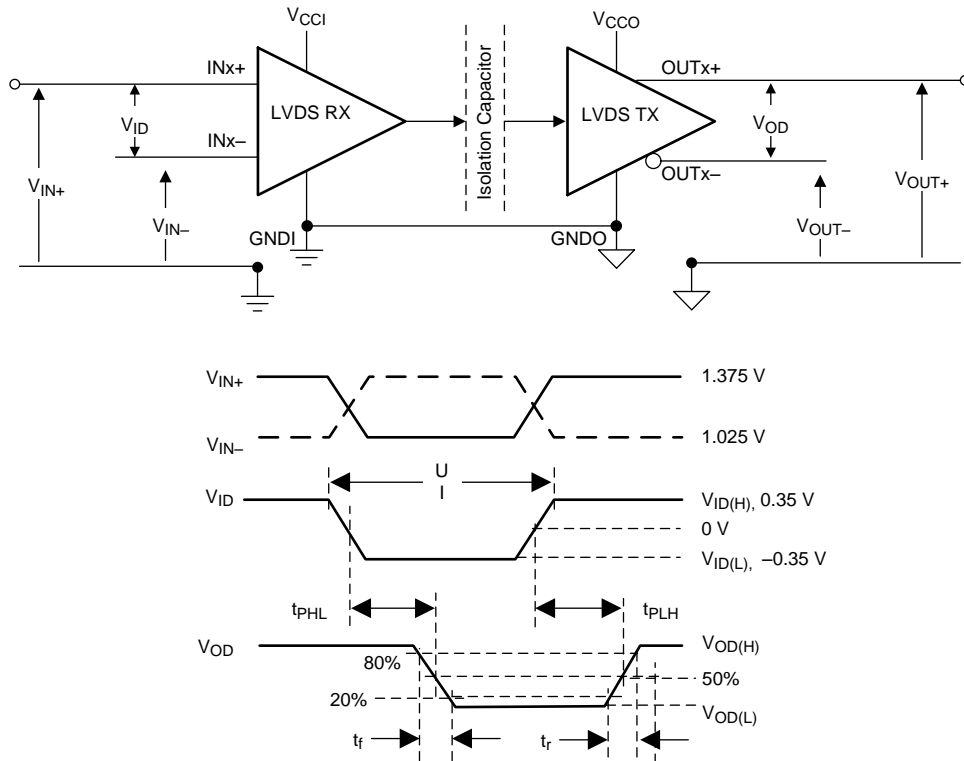 VCCI
VCCO
INx+
OUTx+
LVDS RX
Isolation Capacitor
LVDS TX
VID
VOD
INx–
OUTx–
VIN+
VIN–
VOUT+
VOUT–
GNDI
GNDO
VIN+
1.375 V
VIN–
1.025 V
U
I
VID
VID(H), 0.35 V
0 V
VID(L), –0.35 V
tPHL
tPLH
VOD
VOD(H)
80%
50%
20%
VOD(L)
tf
tr